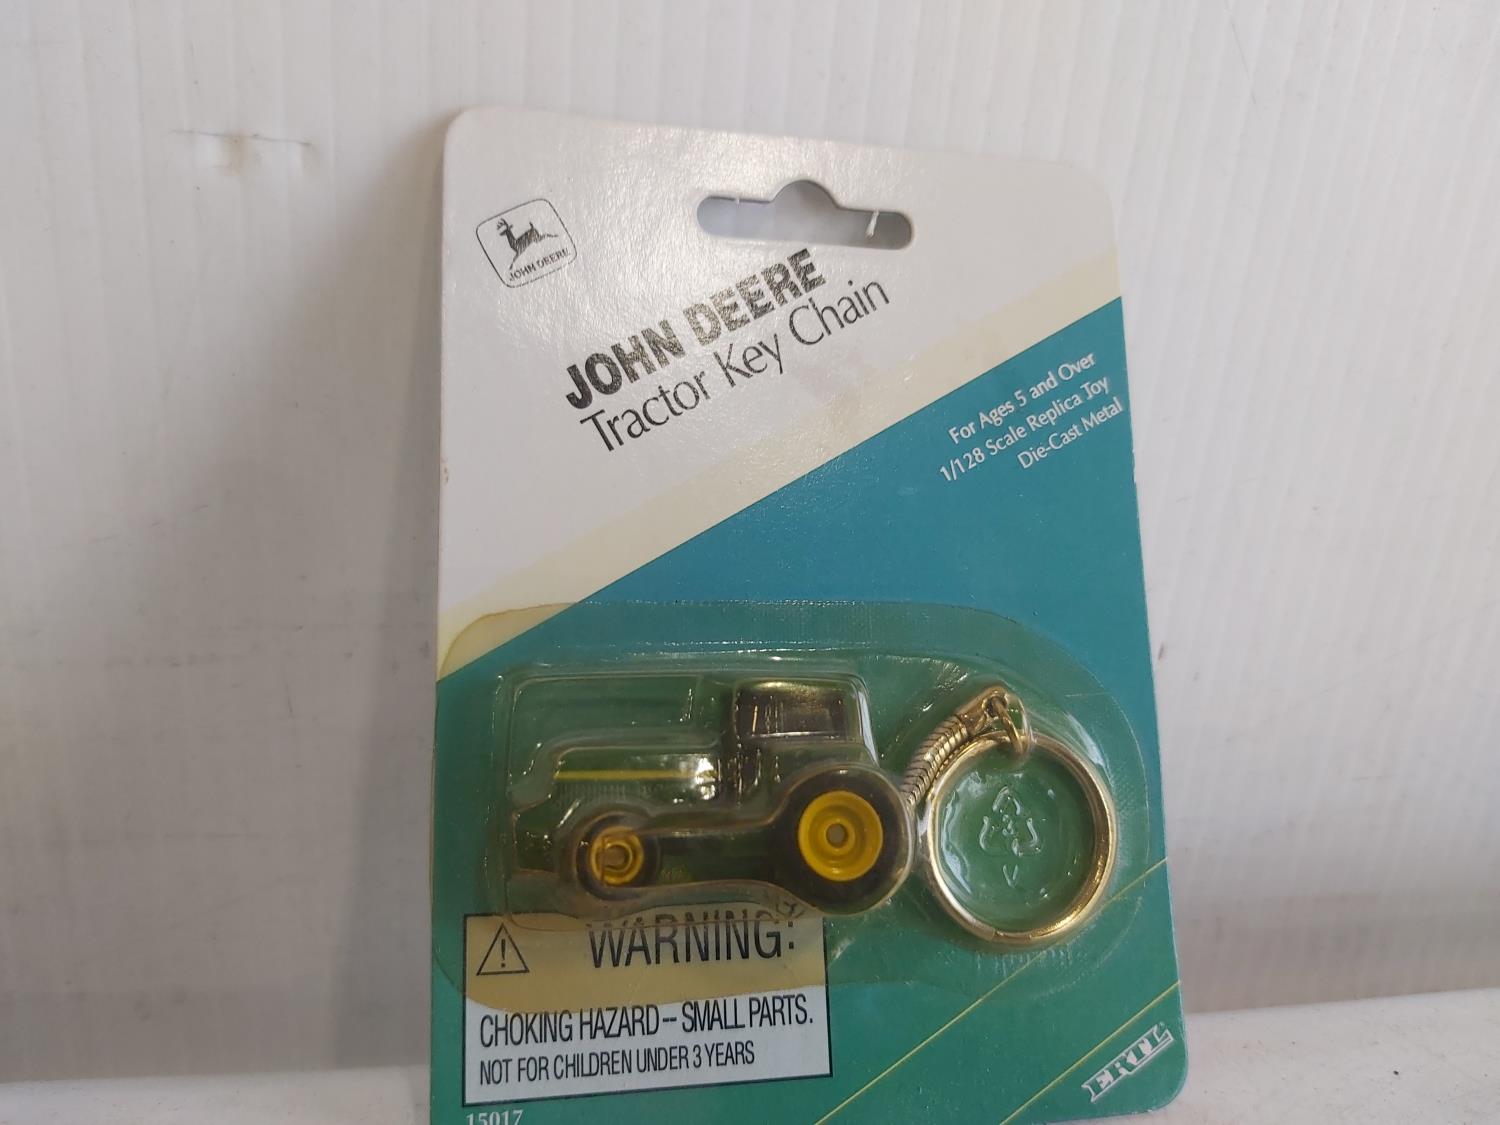 JOHN DEERE
JOHN DEERE
Tractor Key Chain
For Ages 5 and Over
1/128 Scale Replica Toy
Die-Cast Metal
WARNING:
CHOKING HAZARD -- SMALL PARTS.
NOT FOR CHILDREN UNDER 3 YEARS
15017
ERTL®